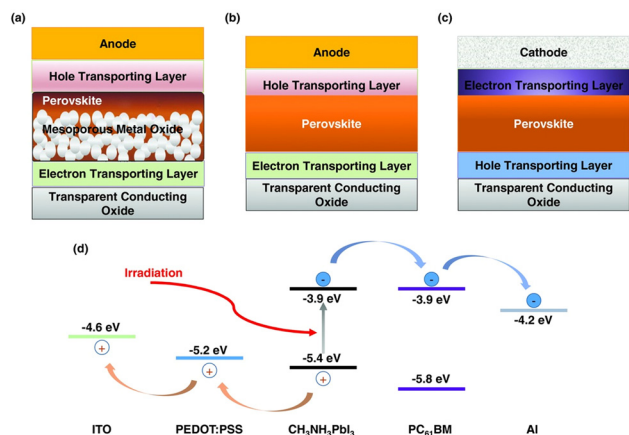 (a)
Anode
Hole Transporting Layer
Perovskite
Mesoporous Metal Oxide
Electron Transporting Layer
Transparent Conducting
Oxide
(b)
Anode
Hole Transporting Layer
Perovskite
Electron Transporting Layer
Transparent Conducting
Oxide
(c)
Cathode
Electron Transporting Layer
Perovskite
Hole Transporting Layer
Transparent Conducting
Oxide
(d)
Irradiation
-
-
-
-3.9 eV
-3.9 eV
-4.2 eV
-4.6 eV
+
-5.2 eV
+
-5.4 eV
+
-5.8 eV
ITO
PEDOT:PSS
CH₃NH₃PbI₃
PC₆₁BM
Al